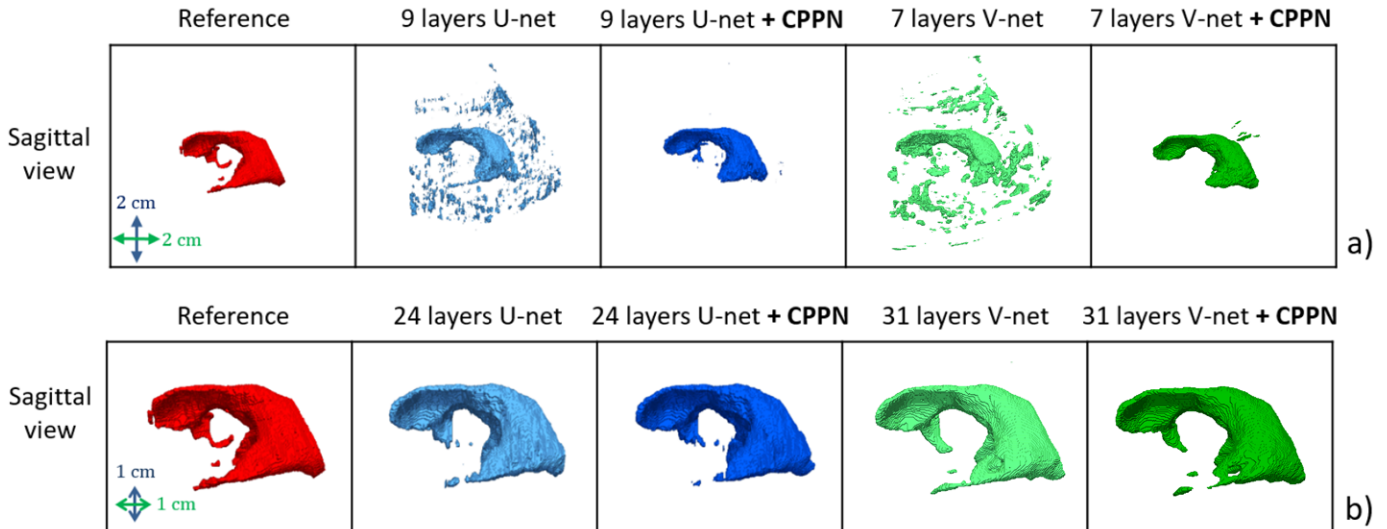 Reference 9 layers U-net 9 layers U-net + CPPN 7 layers V-net 7 layers V-net + CPPN
Sagittal
view
2 cm
2 cm
a)
Reference 24 layers U-net 24 layers U-net + CPPN 31 layers V-net 31 layers V-net + CPPN
Sagittal
view
1 cm
1 cm
b)